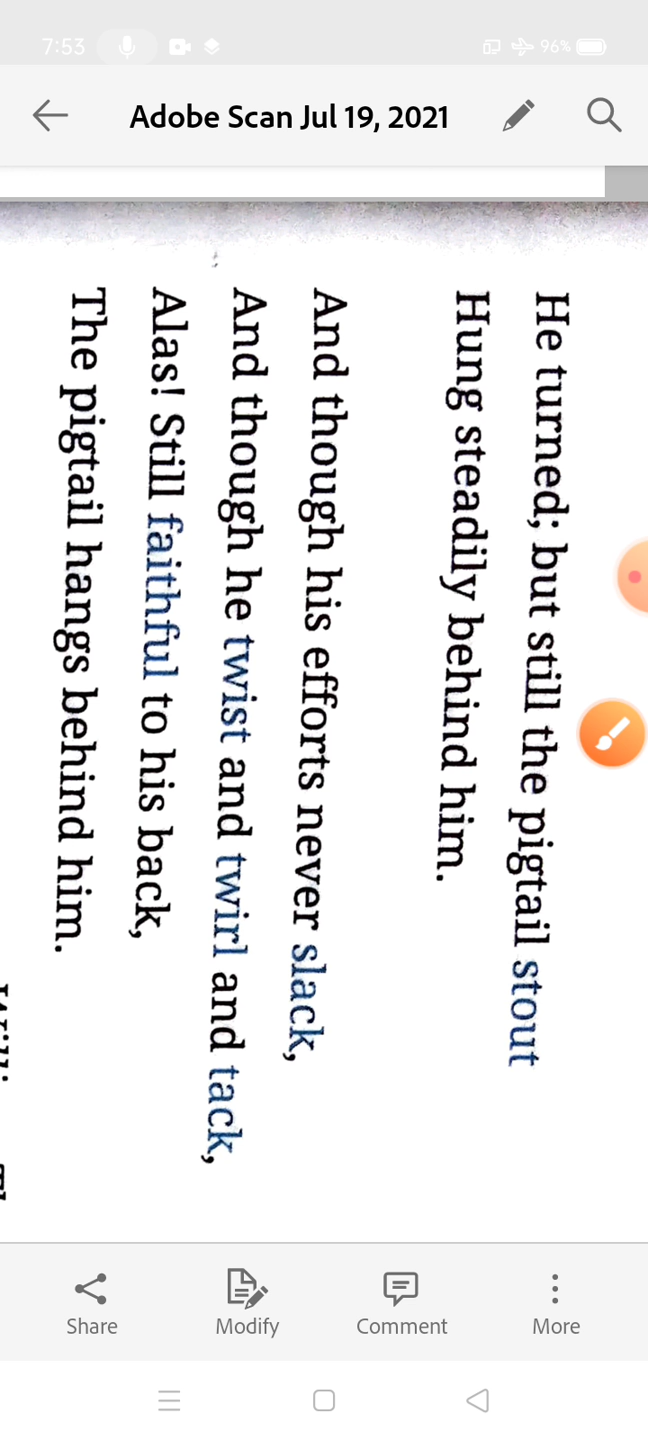 7:53
96%
Adobe Scan Jul 19, 2021
He turned; but still the pigtail stout
Hung steadily behind him.
And though his efforts never slack,
And though he twist and twirl and tack,
Alas! Still faithful to his back,
The pigtail hangs behind him.
Share
Modify
Comment
More